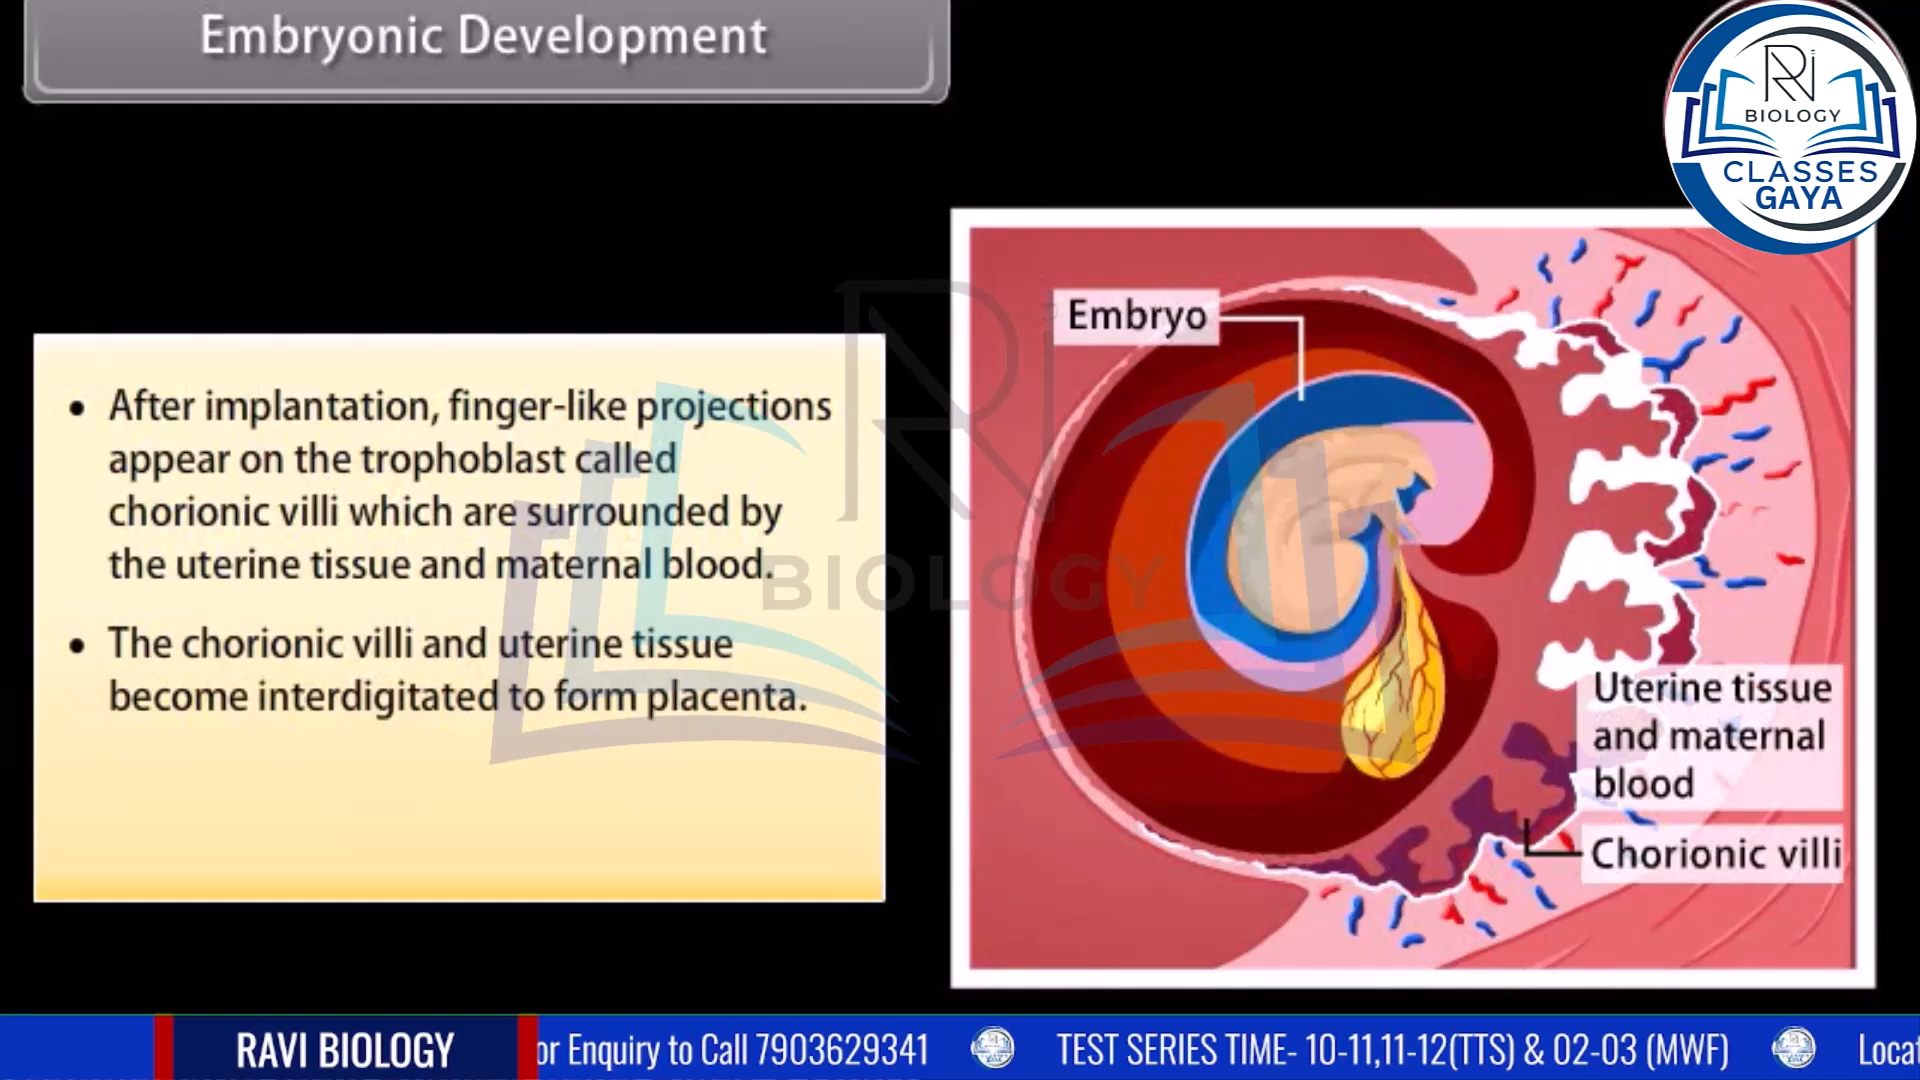 Embryonic Development
RJ
BIOLOGY
CLASSES
GAYA
• After implantation, finger-like projections
appear on the trophoblast called
chorionic villi which are surrounded by
the uterine tissue and maternal blood.
• The chorionic villi and uterine tissue
become interdigitated to form placenta.
BIOLOGY
Embryo
Uterine tissue
and maternal
blood
Chorionic villi
RAVI BIOLOGY
or Enquiry to Call 7903629341
TEST SERIES TIME- 10-11,11-12(TTS) & 02-03 (MWF)